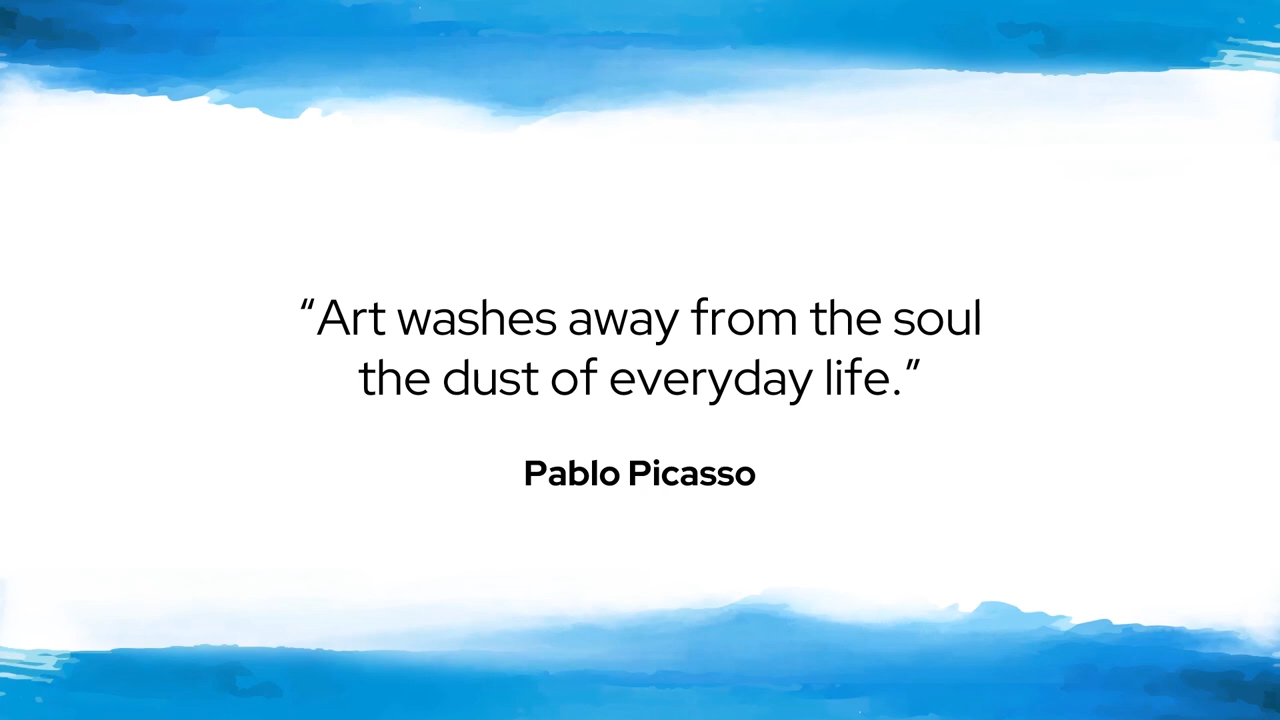 “Art washes away from the soul
the dust of everyday life.”
Pablo Picasso